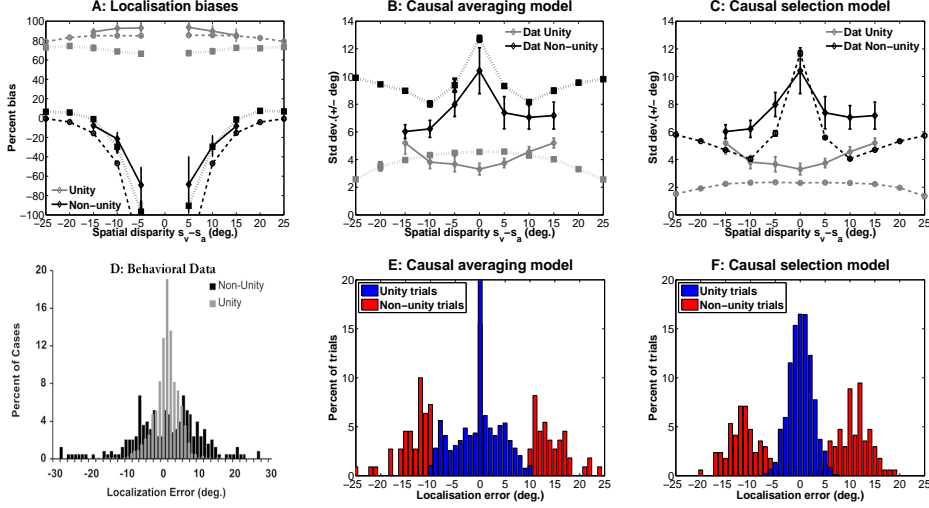 A: Localisation biases
Percent bias
100
80
60
40
20
0
−20
−40
−60
−80
−100
Unity
Non−unity
−25 −20 −15 −10 −5 0 5 10 15 20 25
Spatial disparity s_v−s_a (deg.)
B: Causal averaging model
Std dev.(+/− deg)
14
12
10
8
6
4
2
0
Dat Unity
Dat Non−unity
−25 −20 −15 −10 −5 0 5 10 15 20 25
Spatial disparity s_v−s_a (deg.)
C: Causal selection model
Std dev.(+/− deg)
14
12
10
8
6
4
2
0
Dat Unity
Dat Non−unity
−25 −20 −15 −10 −5 0 5 10 15 20 25
Spatial disparity s_v−s_a (deg.)
D: Behavioral Data
Percent of Cases
20
16
12
8
4
0
Non-Unity
Unity
-30 -20 -10 0 10 20 30
Localization Error (deg.)
E: Causal averaging model
Percent of trials
20
15
10
5
0
Unity trials
Non−unity trials
−25 −20 −15 −10 −5 0 5 10 15 20 25
Localisation error (deg.)
F: Causal selection model
Percent of trials
20
15
10
5
0
Unity trials
Non−unity trials
−25 −20 −15 −10 −5 0 5 10 15 20 25
Localisation error (deg.)